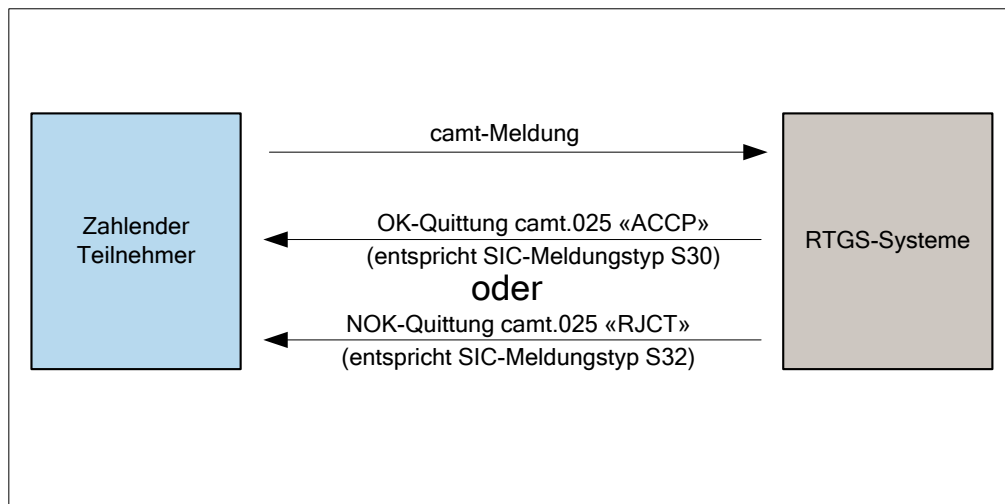 camt-Meldung
Zahlender
Teilnehmer
OK-Quittung camt.025 «ACCP»
(entspricht SIC-Meldungstyp S30)
oder
NOK-Quittung camt.025 «RJCT»
(entspricht SIC-Meldungstyp S32)
RTGS-Systeme